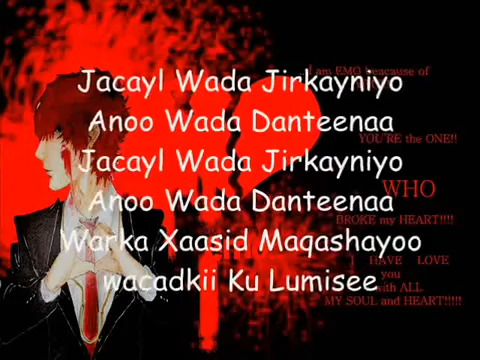 Jacayl Wada Jirkayniyo
Anoo Wada Danteenaa
Jacayl Wada Jirkayniyo
Anoo Wada Danteenaa
Warka Xaasid Maqashayoo
wacadkii Ku Lumisee
I am EMO beacause of
YOU'RE the ONE!!
WHO
BROKE my HEART!!!!
I HAVE LOVE
you
with ALL
MY SOUL and HEART!!!!!